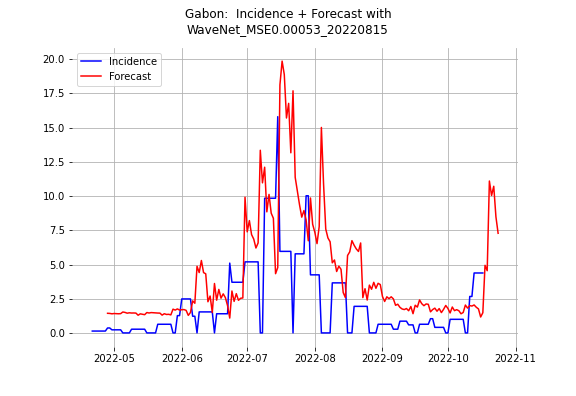 Gabon:  Incidence + Forecast with
WaveNet_MSE0.00053_20220815
Incidence
Forecast
20.0
17.5
15.0
12.5
10.0
7.5
5.0
2.5
0.0
2022-05 2022-06 2022-07 2022-08 2022-09 2022-10 2022-11